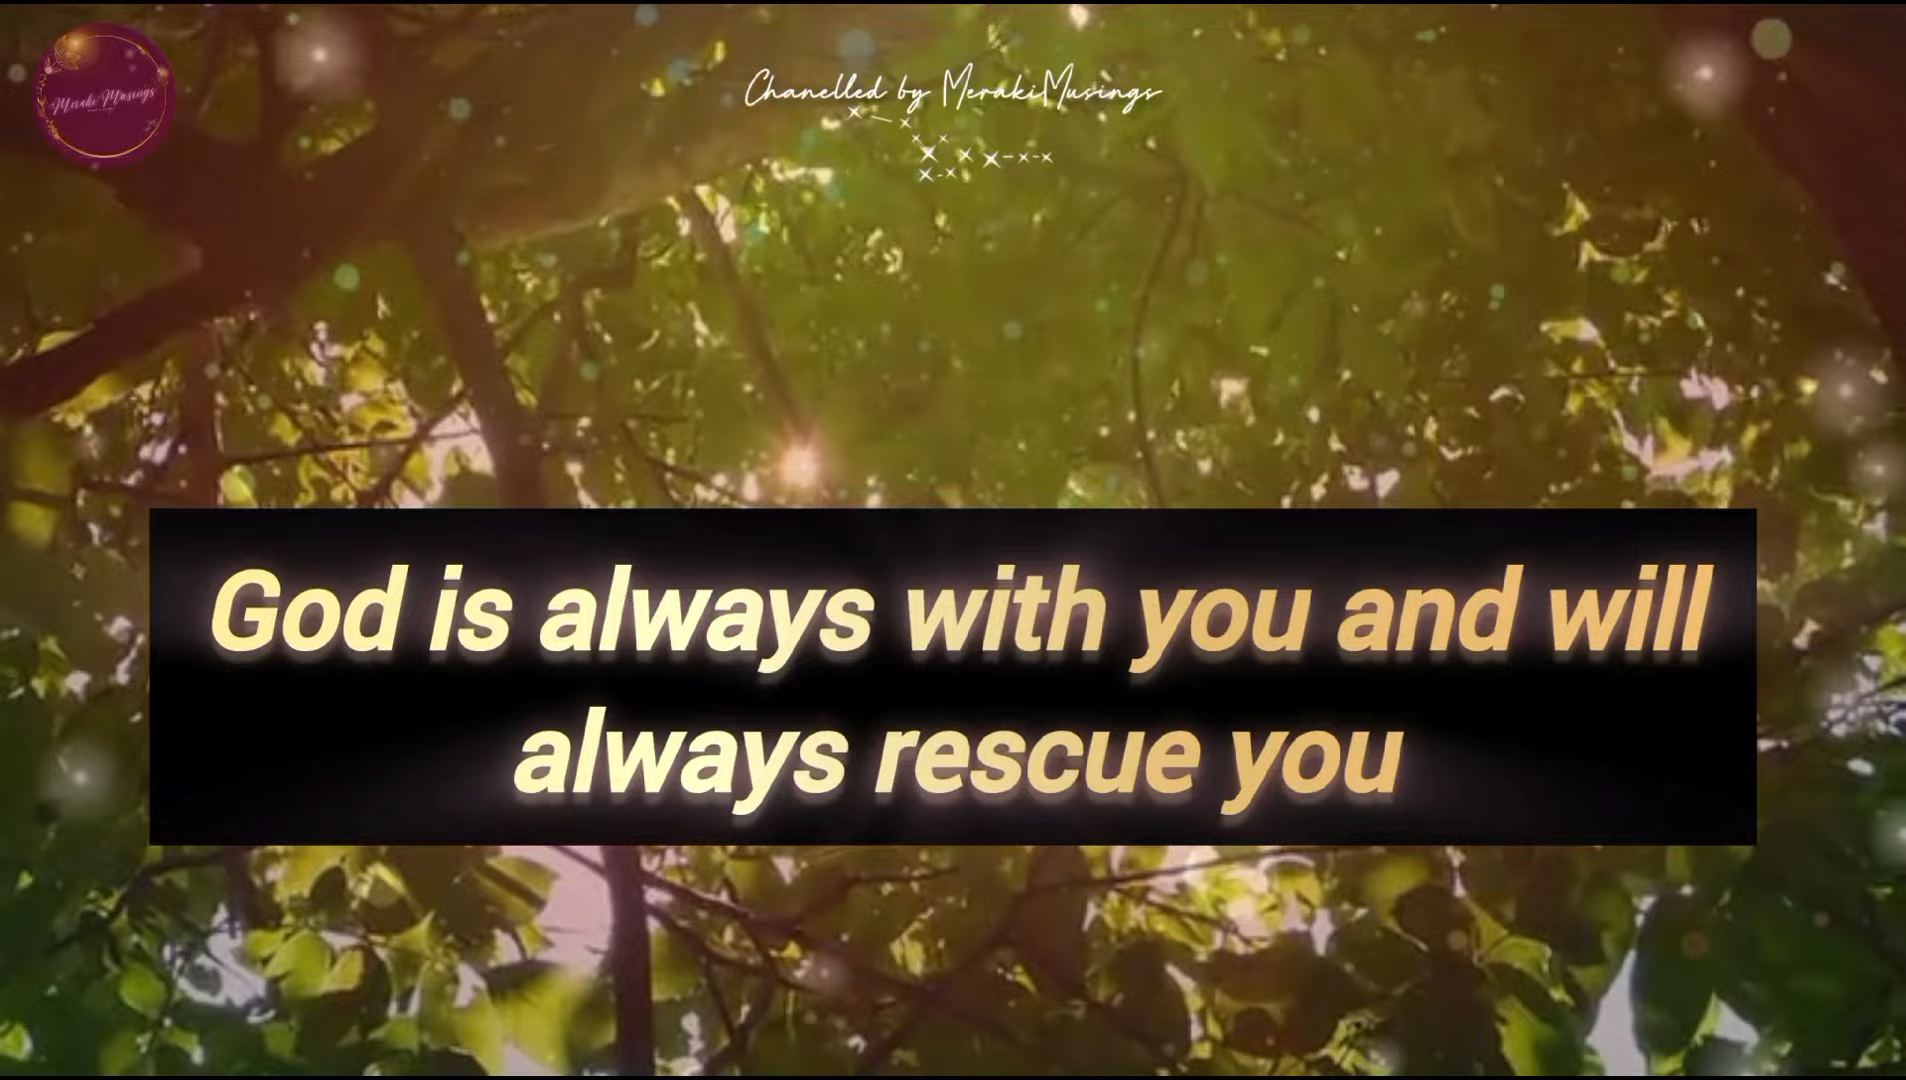 Meraki Musings
Chanelled by MerakiMusings
God is always with you and will
always rescue you